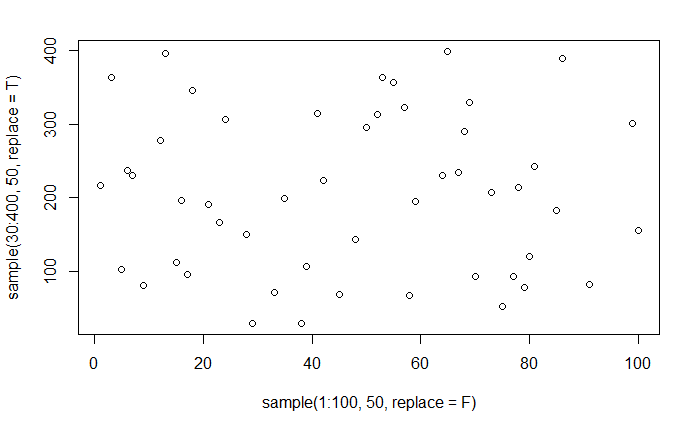 400
300
200
100
sample(30:400, 50, replace = T)
0 20 40 60 80 100
sample(1:100, 50, replace = F)